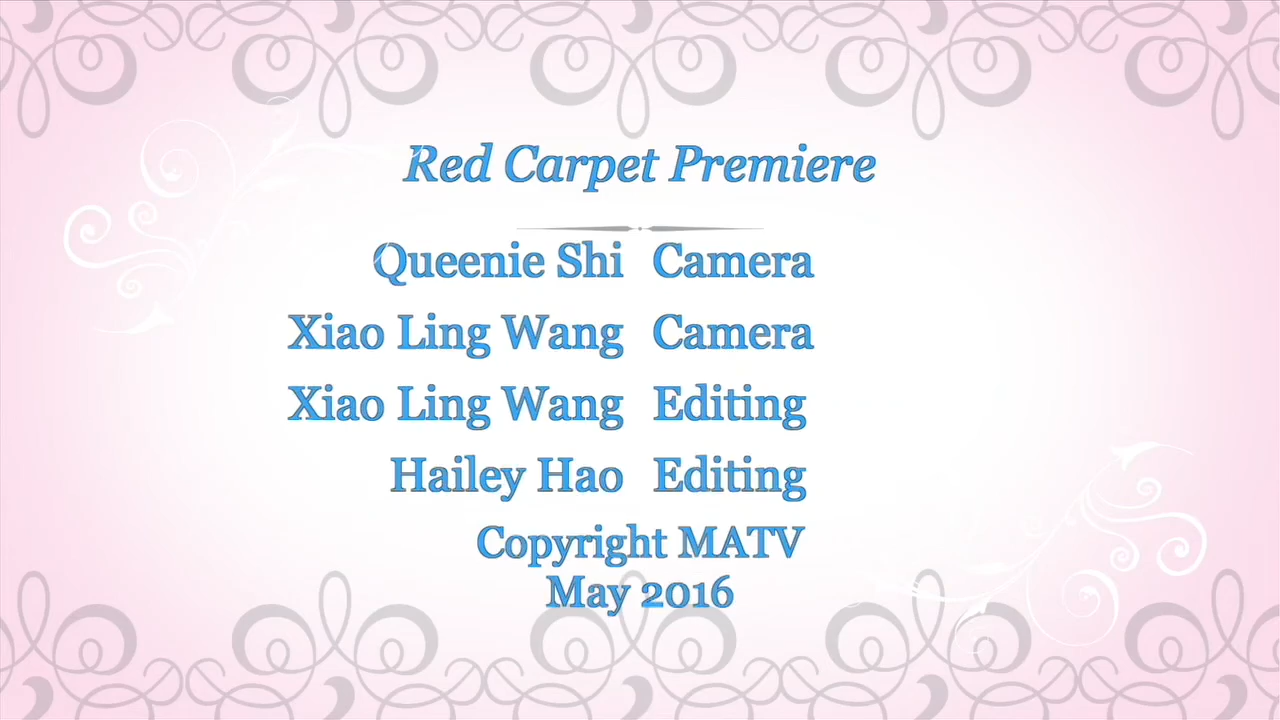 Red Carpet Premiere
Queenie Shi Camera
Xiao Ling Wang Camera
Xiao Ling Wang Editing
Hailey Hao Editing
Copyright MATV
May 2016